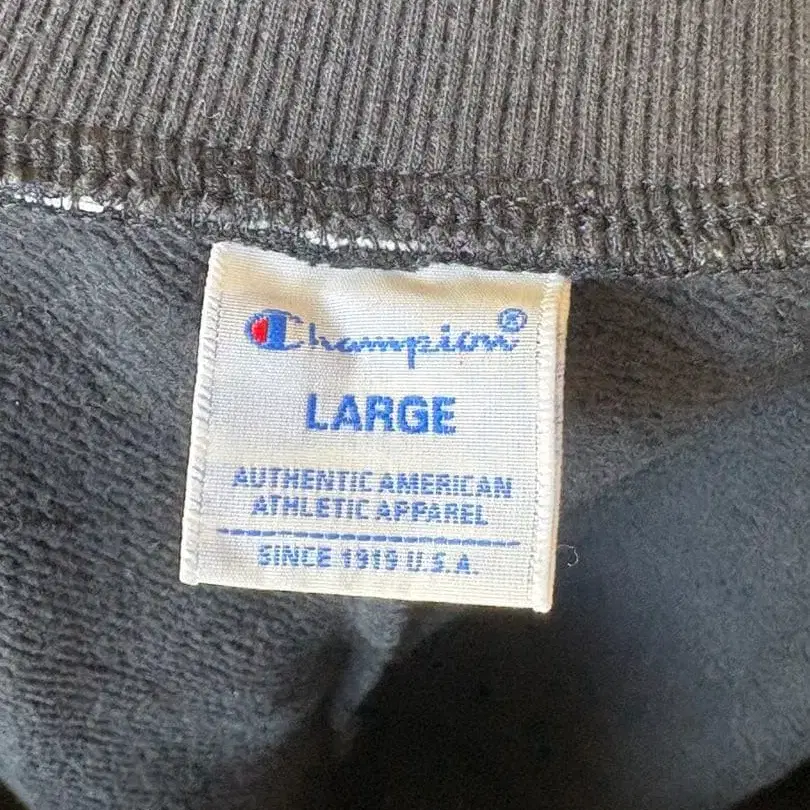 Champion®
LARGE
AUTHENTIC AMERICAN
ATHLETIC APPAREL
SINCE 1919 U.S.A.